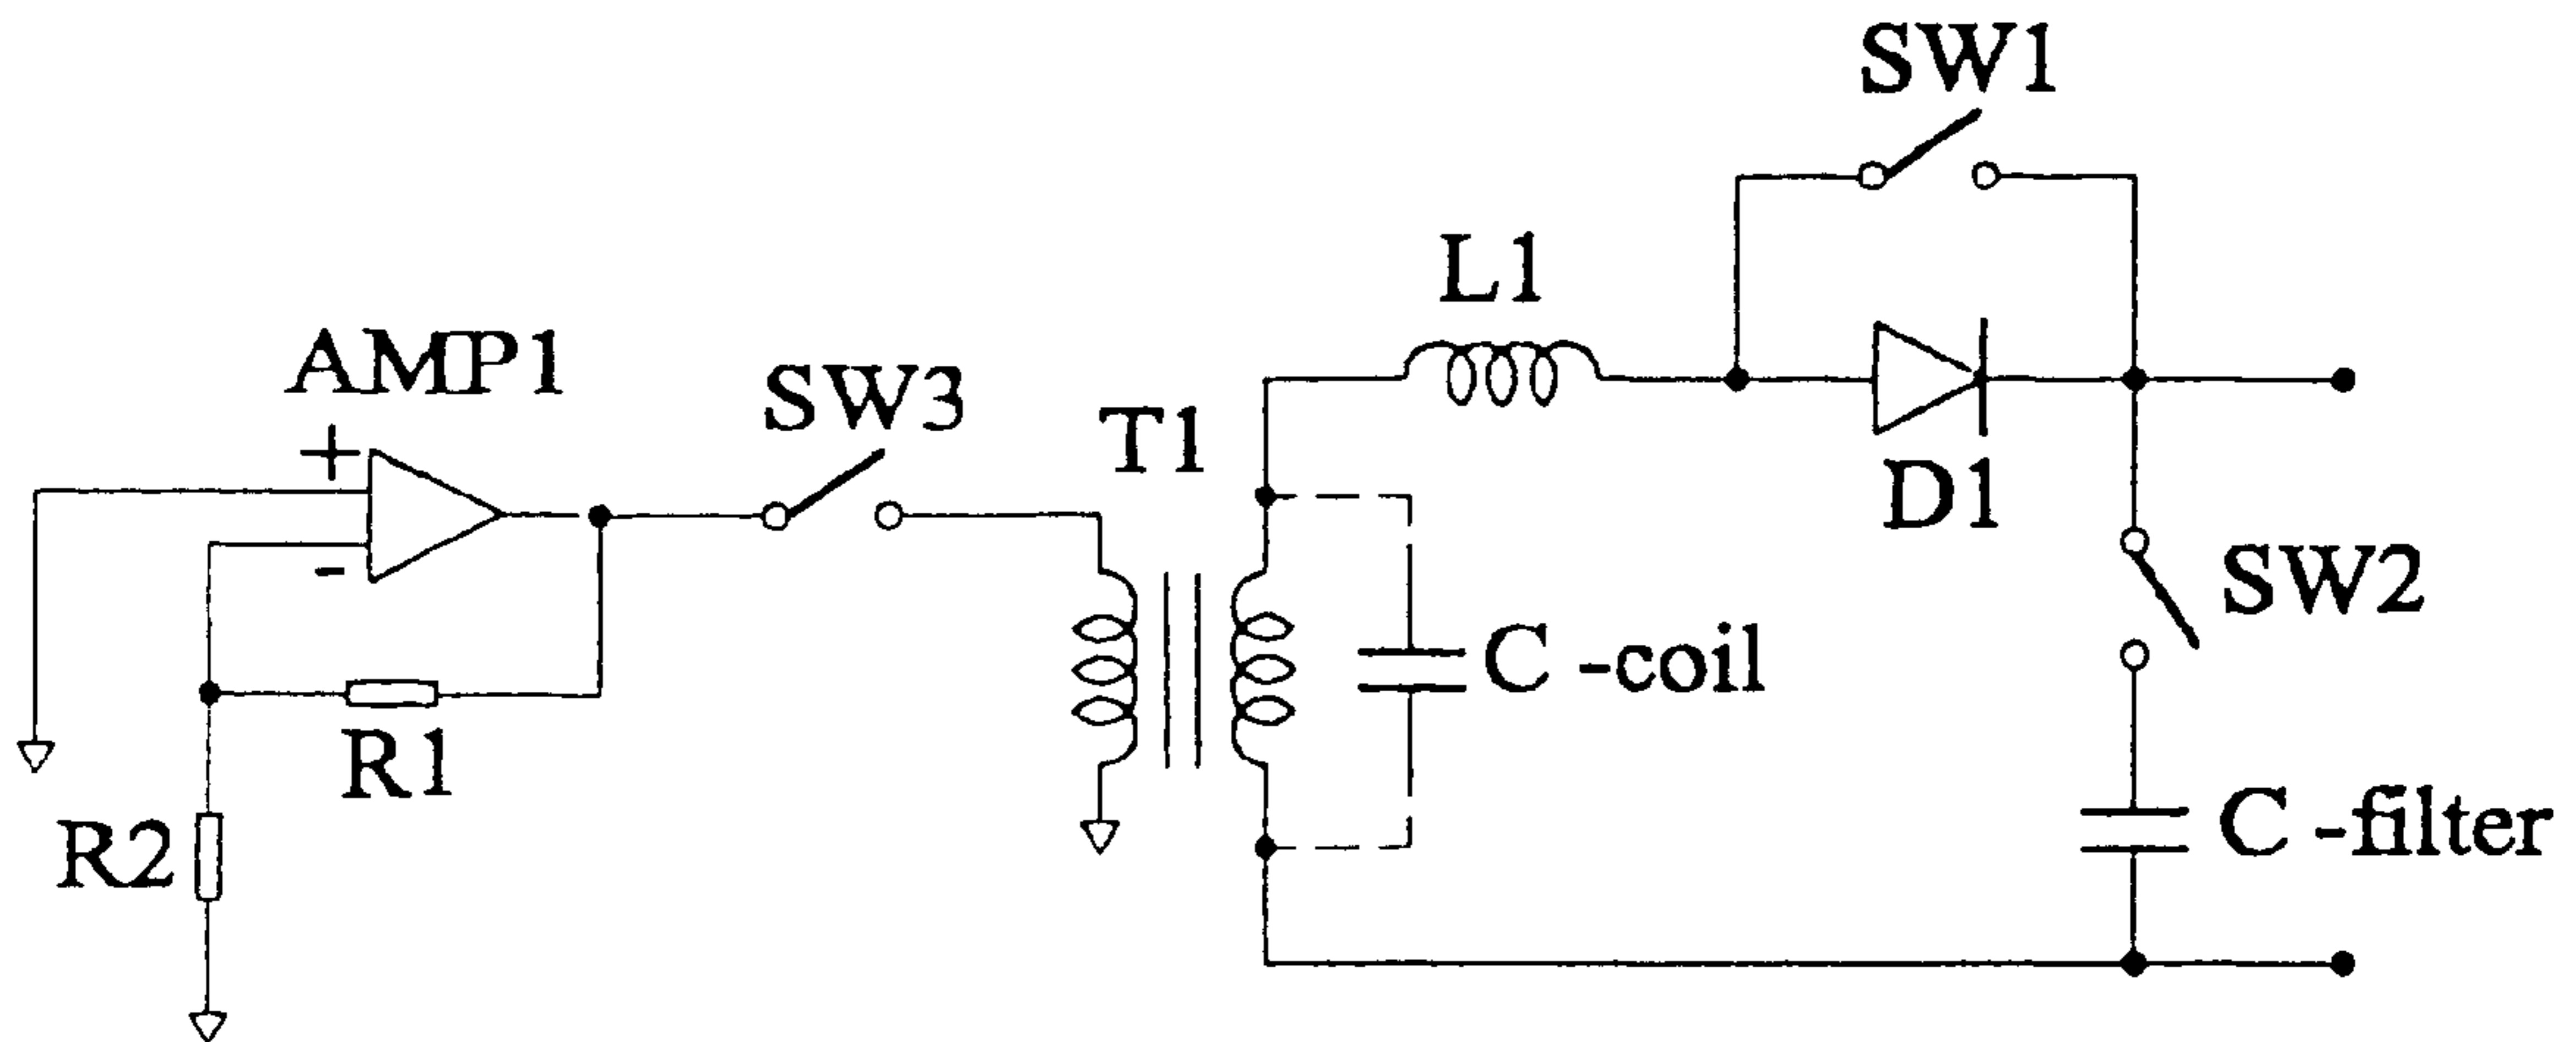 SW1
L1
AMP1
SW3
T1
+
D1
SW2
-
C -coil
R1
C -filter
R2